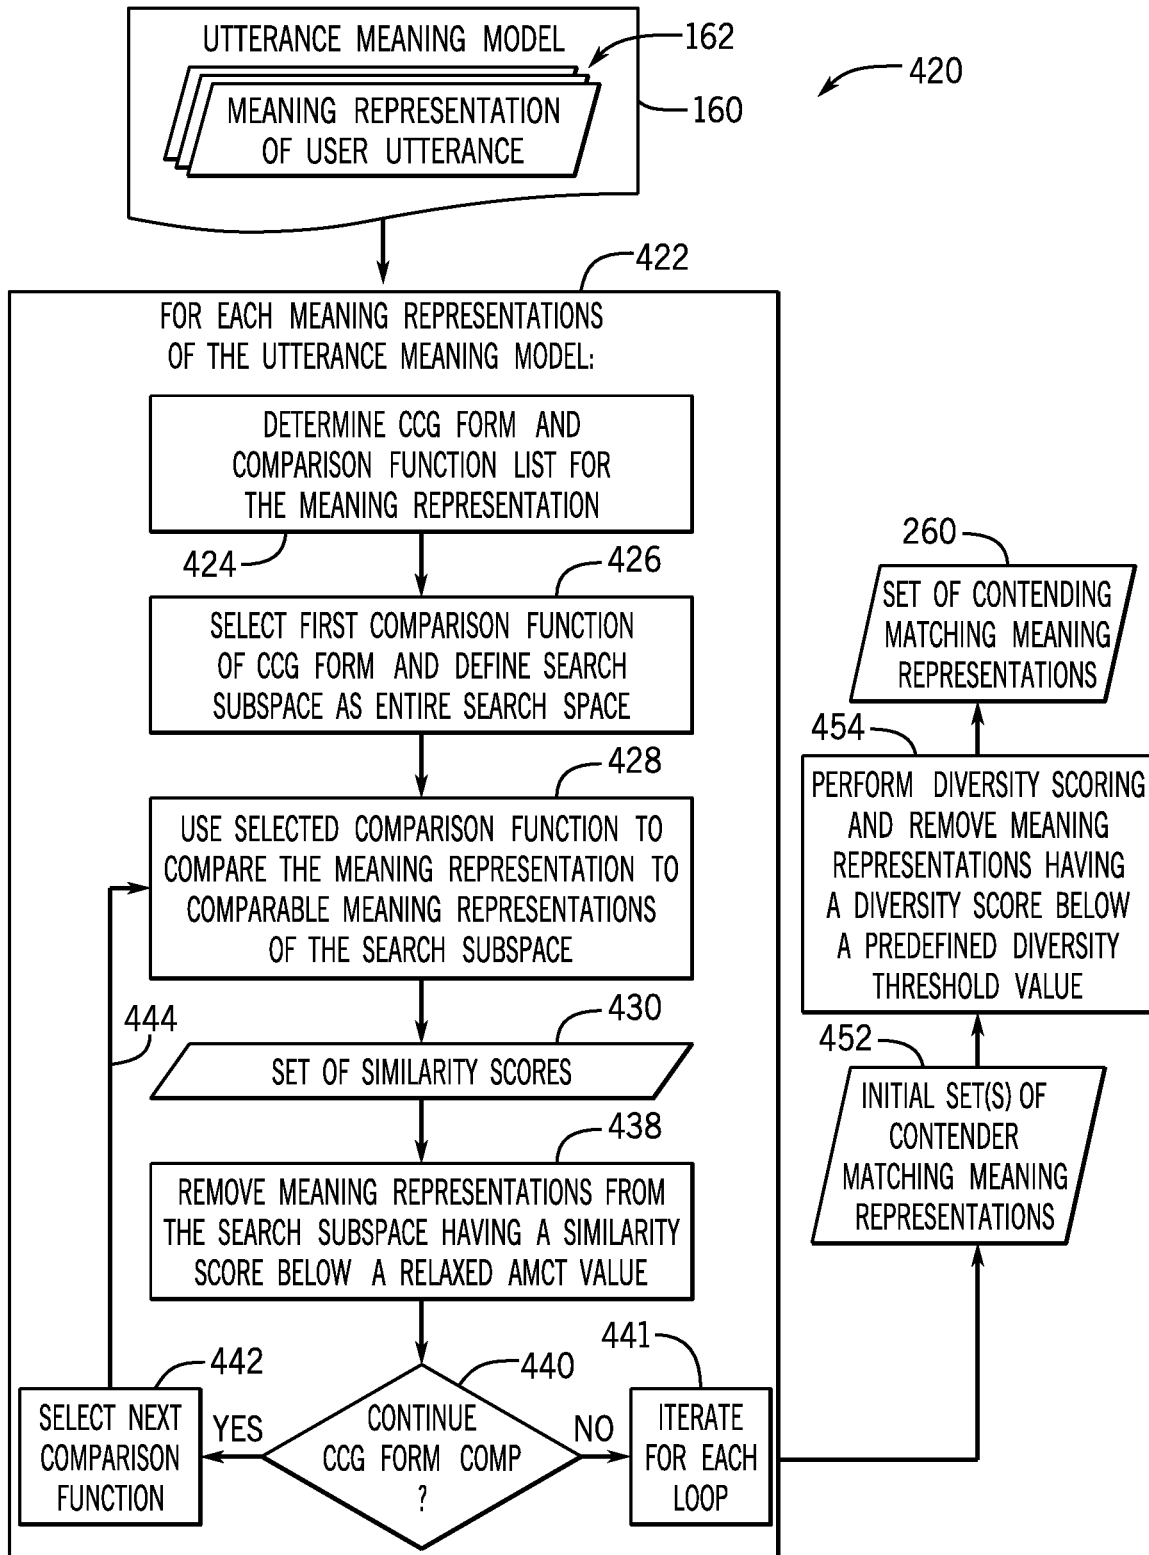 UTTERANCE MEANING MODEL
162
MEANING REPRESENTATION
OF USER UTTERANCE
160
420
422
FOR EACH MEANING REPRESENTATIONS
OF THE UTTERANCE MEANING MODEL:
DETERMINE CCG FORM AND
COMPARISON FUNCTION LIST FOR
THE MEANING REPRESENTATION
424
426
SELECT FIRST COMPARISON FUNCTION
OF CCG FORM AND DEFINE SEARCH
SUBSPACE AS ENTIRE SEARCH SPACE
428
USE SELECTED COMPARISON FUNCTION TO
COMPARE THE MEANING REPRESENTATION TO
COMPARABLE MEANING REPRESENTATIONS
OF THE SEARCH SUBSPACE
444
430
SET OF SIMILARITY SCORES
438
REMOVE MEANING REPRESENTATIONS FROM
THE SEARCH SUBSPACE HAVING A SIMILARITY
SCORE BELOW A RELAXED AMCT VALUE
440
CONTINUE
CCG FORM COMP
?
YES
442
SELECT NEXT
COMPARISON
FUNCTION
NO
441
ITERATE
FOR EACH
LOOP
260
SET OF CONTENDING
MATCHING MEANING
REPRESENTATIONS
454
PERFORM DIVERSITY SCORING
AND REMOVE MEANING
REPRESENTATIONS HAVING
A DIVERSITY SCORE BELOW
A PREDEFINED DIVERSITY
THRESHOLD VALUE
452
INITIAL SET(S) OF
CONTENDER
MATCHING MEANING
REPRESENTATIONS